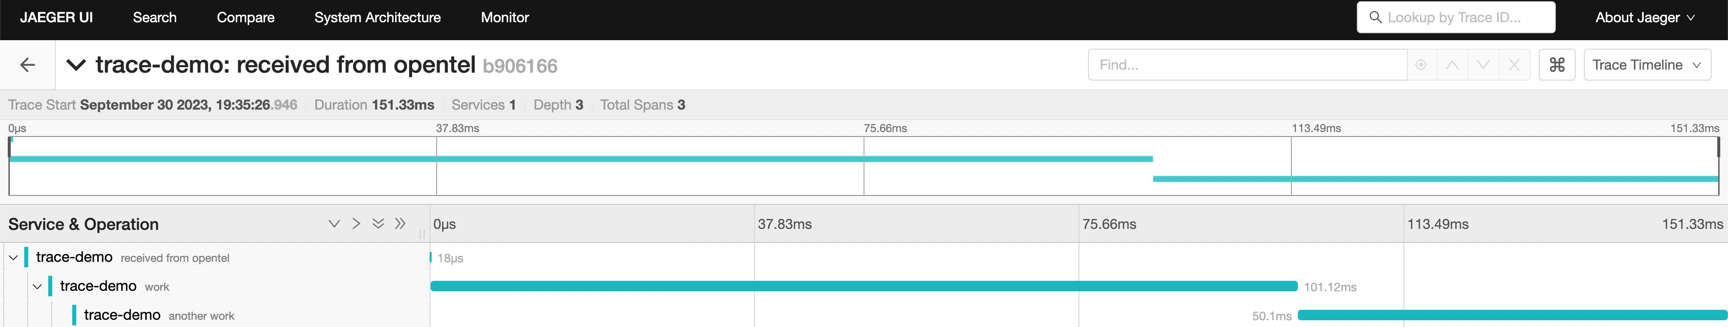 JAEGER UI Search Compare System Architecture Monitor Lookup by Trace ID... About Jaeger
trace-demo: received from opentel b906166 Find... ⌘ Trace Timeline
Trace Start September 30 2023, 19:35:26.946 Duration 151.33ms Services 1 Depth 3 Total Spans 3
0μs 37.83ms 75.66ms 113.49ms 151.33ms
Service & Operation 0μs 37.83ms 75.66ms 113.49ms 151.33ms
trace-demo received from opentel 18μs
trace-demo work 101.12ms
trace-demo another work 50.1ms